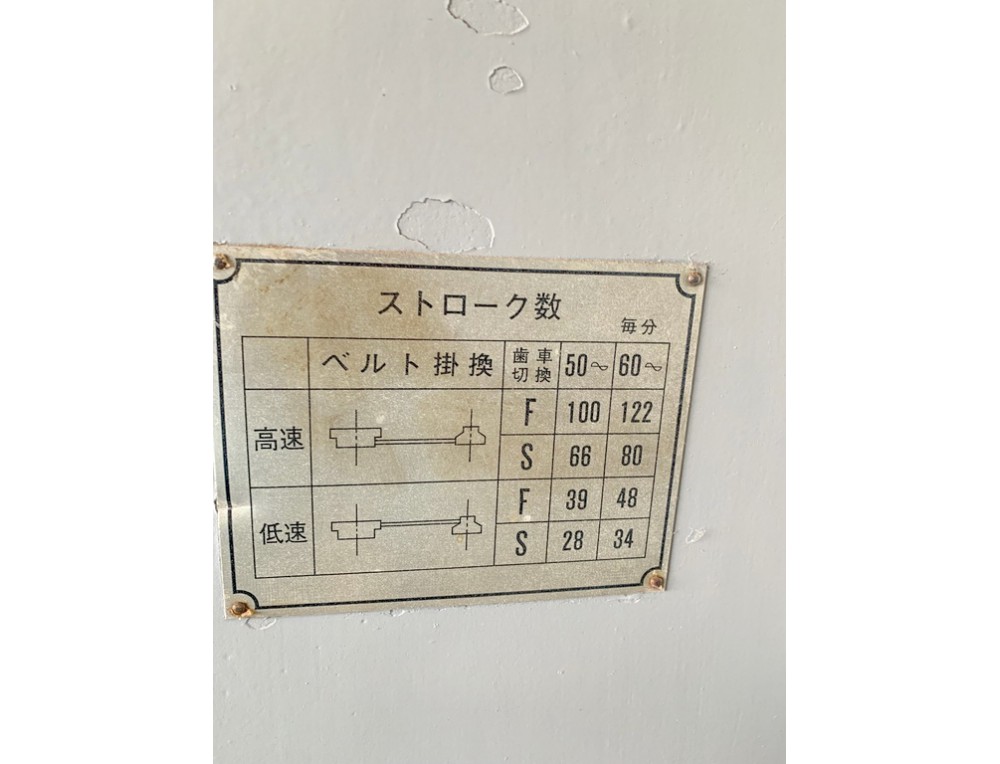 ストローク数
毎分
ベルト掛換 歯車切換 50~ 60~
高速 F 100 122
S 66 80
低速 F 39 48
S 28 34